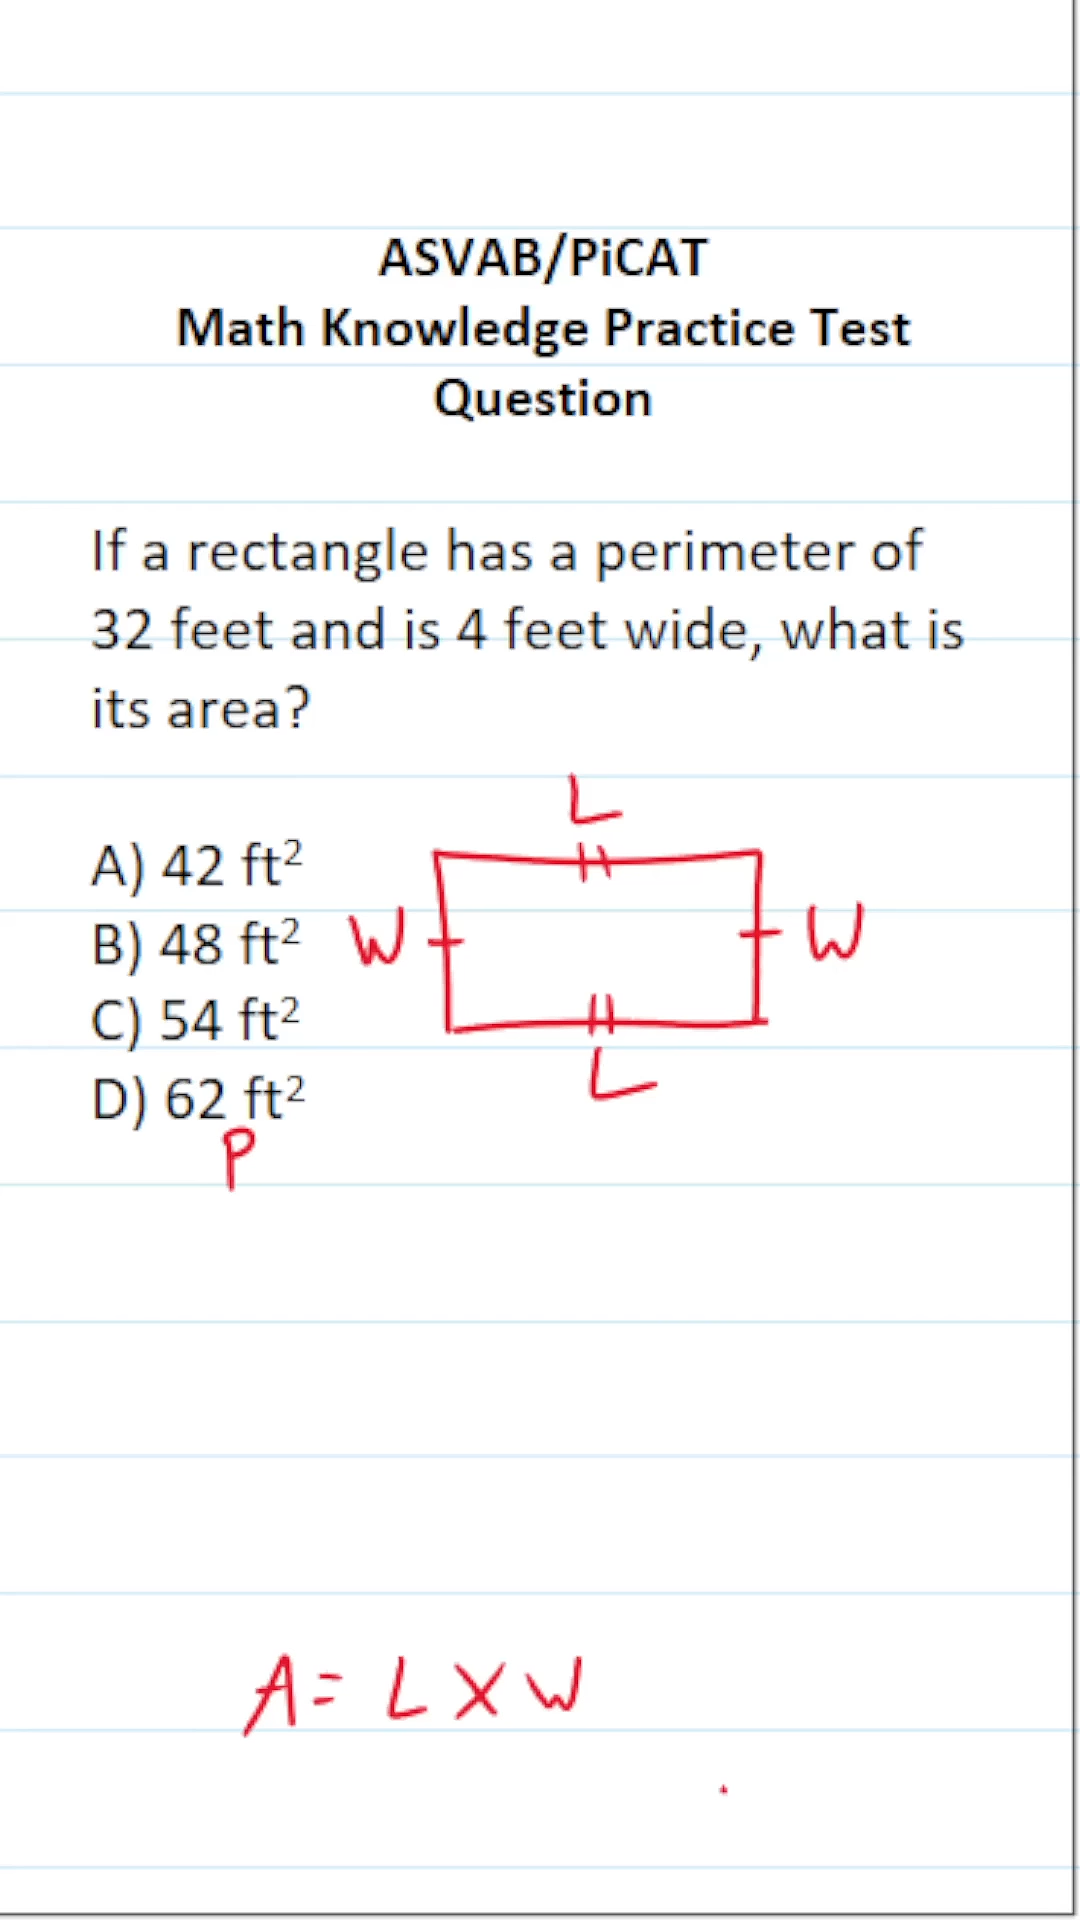 ASVAB/PiCAT
Math Knowledge Practice Test
Question
If a rectangle has a perimeter of
32 feet and is 4 feet wide, what is
its area?
L
A) 42 ft²
B) 48 ft² W W
C) 54 ft²
L
D) 62 ft²
P
A = L X W